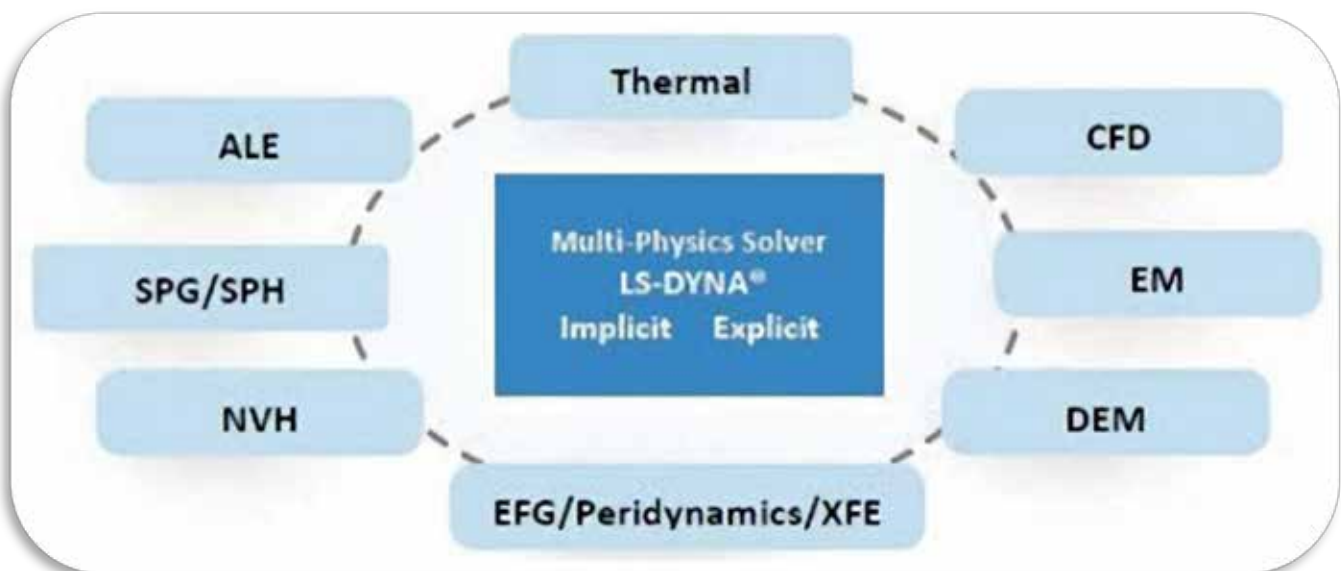 Thermal
ALE
CFD
Multi-Physics Solver
LS-DYNA®
Implicit Explicit
SPG/SPH
EM
NVH
DEM
EFG/Peridynamics/XFE